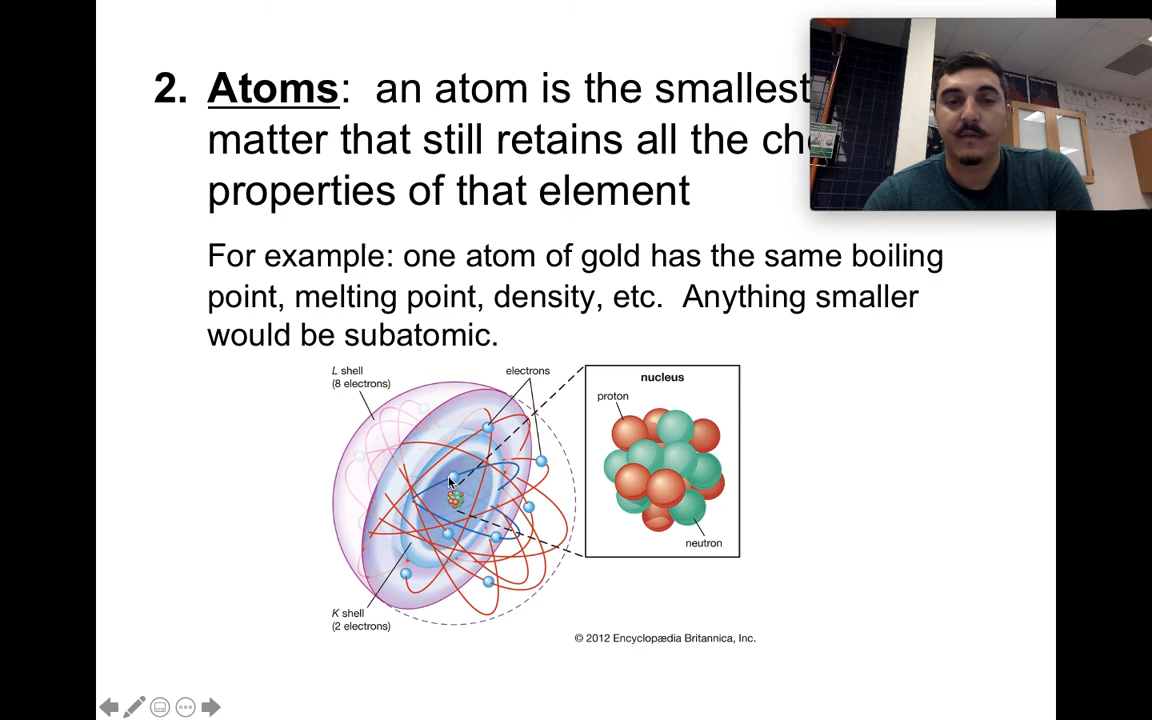 2. Atoms: an atom is the smallest
matter that still retains all the
properties of that element
For example: one atom of gold has the same boiling
point, melting point, density, etc. Anything smaller
would be subatomic.
L shell
(8 electrons)
electrons
nucleus
proton
neutron
K shell
(2 electrons)
© 2012 Encyclopædia Britannica, Inc.